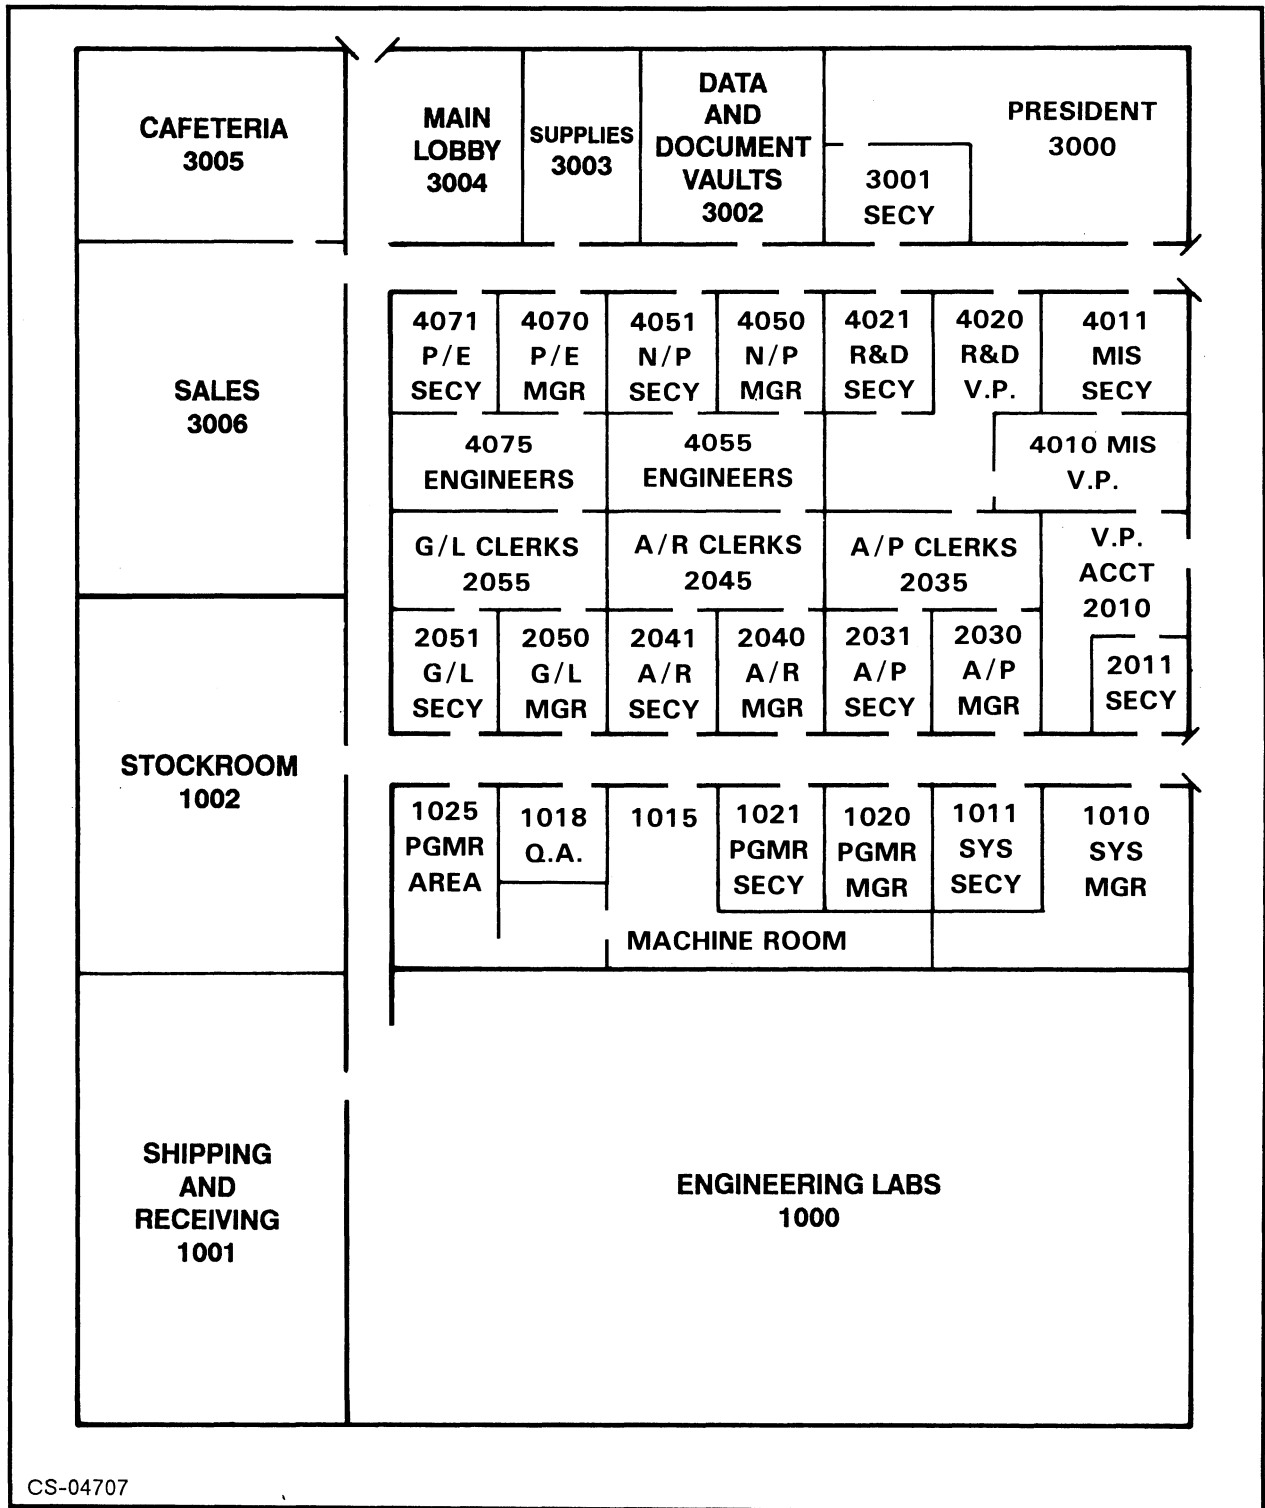 CAFETERIA
3005
MAIN
LOBBY
3004
SUPPLIES
3003
DATA
AND
DOCUMENT
VAULTS
3002
3001
SECY
PRESIDENT
3000
SALES
3006
4071
P/E
SECY
4070
P/E
MGR
4051
N/P
SECY
4050
N/P
MGR
4021
R&D
SECY
4020
R&D
V.P.
4011
MIS
SECY
4075
ENGINEERS
4055
ENGINEERS
4010 MIS
V.P.
G/L CLERKS
2055
A/R CLERKS
2045
A/P CLERKS
2035
V.P.
ACCT
2010
2051
G/L
SECY
2050
G/L
MGR
2041
A/R
SECY
2040
A/R
MGR
2031
A/P
SECY
2030
A/P
MGR
2011
SECY
STOCKROOM
1002
1025
PGMR
AREA
1018
Q.A.
1015
1021
PGMR
SECY
1020
PGMR
MGR
1011
SYS
SECY
1010
SYS
MGR
MACHINE ROOM
SHIPPING
AND
RECEIVING
1001
ENGINEERING LABS
1000
CS-04707